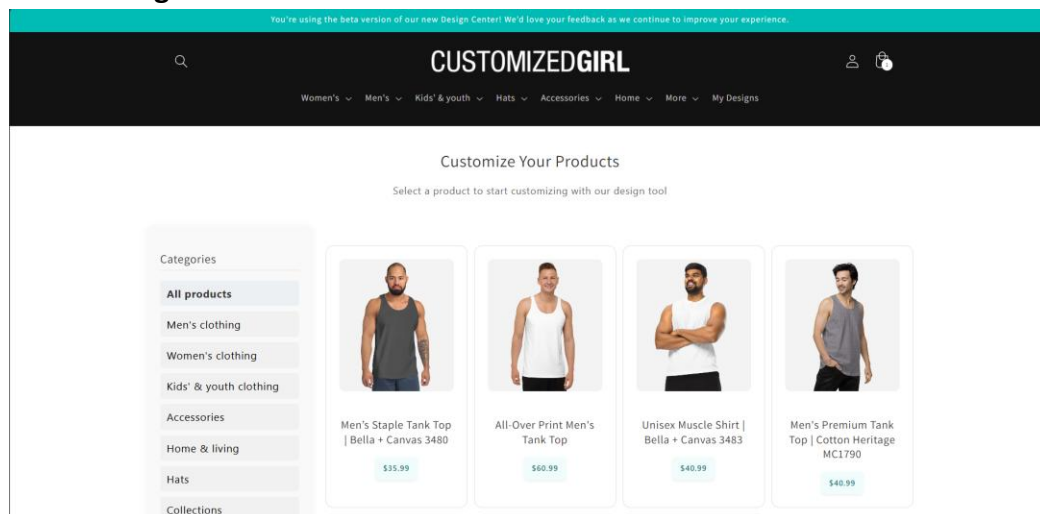 You're using the beta version of our new Design Center! We'd love your feedback as we continue to improve your experience.
CUSTOMIZEDGIRL
Women's
Men's
Kids' & youth
Hats
Accessories
Home
More
My Designs
Customize Your Products
Select a product to start customizing with our design tool
Categories
All products
Men's clothing
Women's clothing
Kids' & youth clothing
Accessories
Home & living
Hats
Collections
Men's Staple Tank Top
| Bella + Canvas 3480
$35.99
All-Over Print Men's
Tank Top
$60.99
Unisex Muscle Shirt |
Bella + Canvas 3483
$40.99
Men's Premium Tank
Top | Cotton Heritage
MC1790
$40.99